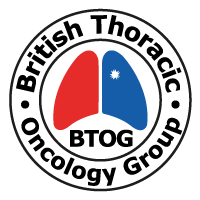 • British Thoracic •
Oncology Group
BTOG